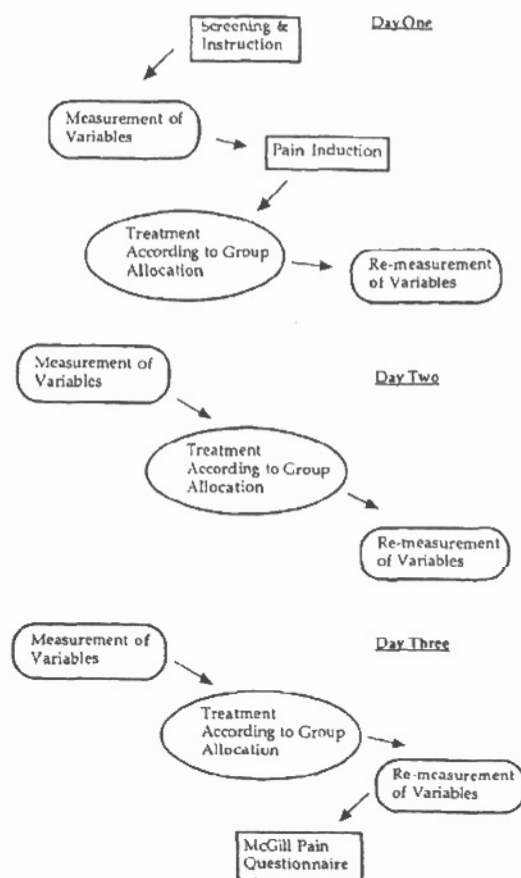 Screening &
Instruction
Day One
Measurement of
Variables
Pain Induction
Treatment
According to Group
Allocation
Re-measurement
of Variables
Measurement of
Variables
Day Two
Treatment
According to Group
Allocation
Re-measurement
of Variables
Measurement of
Variables
Day Three
Treatment
According to Group
Allocation
Re-measurement
of Variables
McGill Pain
Questionnaire